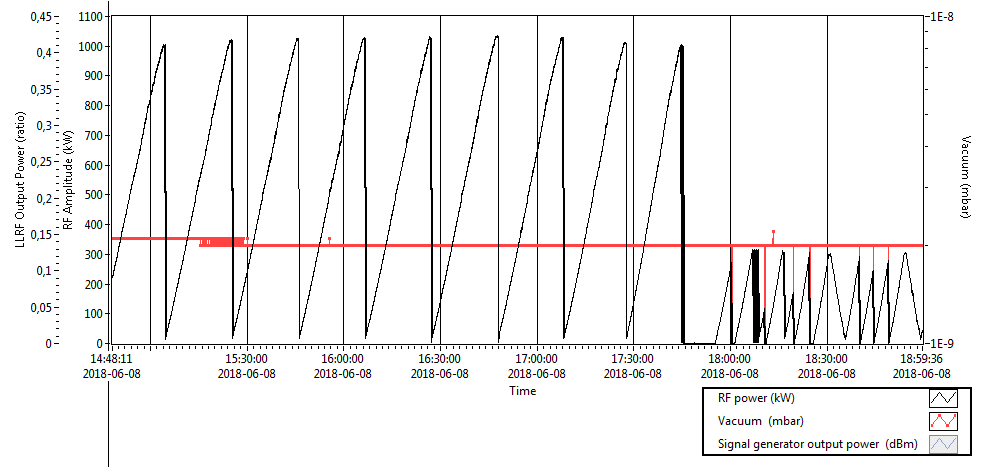 0,45
0,4
0,35
0,3
0,25
0,2
0,15
0,1
0,05
0
LLRF Output Power (ratio)
1100
1000
900
800
700
600
500
400
300
200
100
0
RF Amplitude (kW)
1E-8
1E-9
Vacuum (mbar)
14:48:11 15:30:00 16:00:00 16:30:00 17:00:00 17:30:00 18:00:00 18:30:00 18:59:36
2018-06-08 2018-06-08 2018-06-08 2018-06-08 2018-06-08 2018-06-08 2018-06-08 2018-06-08 2018-06-08
Time
RF power (kW)
Vacuum (mbar)
Signal generator output power (dBm)